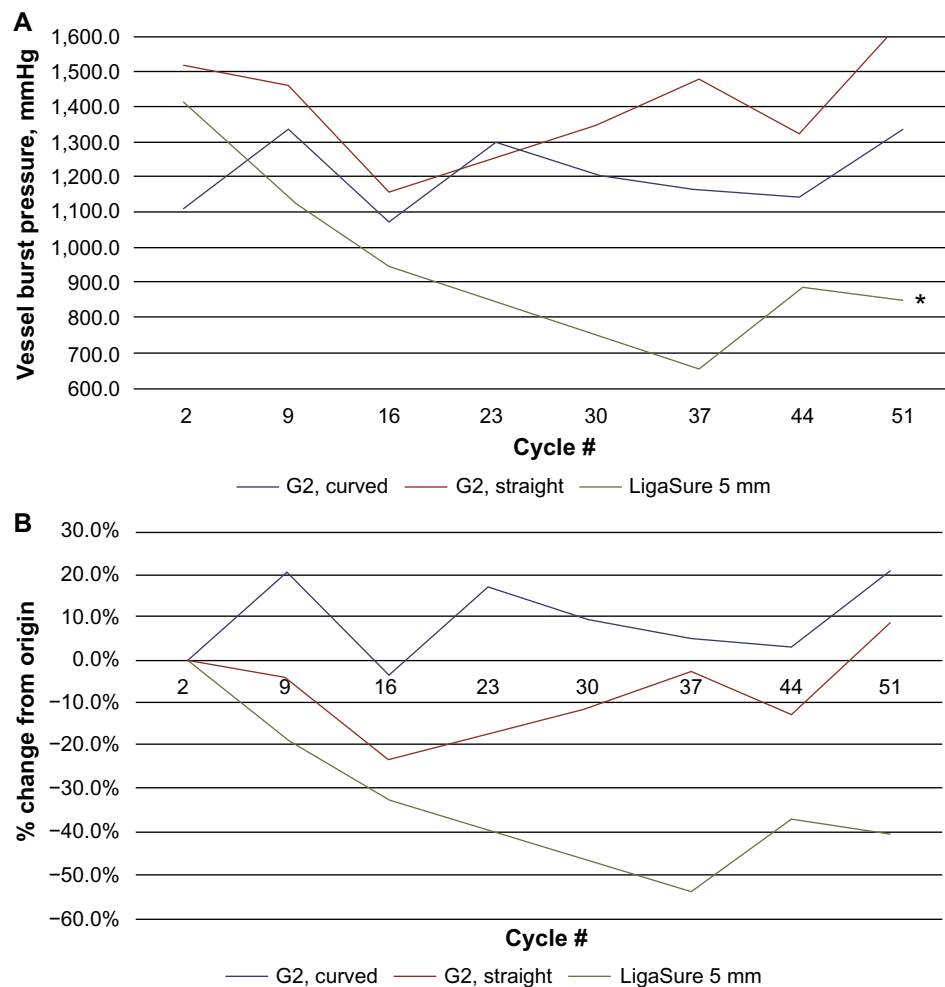 A
Vessel burst pressure, mmHg
1,600.0
1,500.0
1,400.0
1,300.0
1,200.0
1,100.0
1,000.0
900.0
800.0
700.0
600.0
*
2 9 16 23 30 37 44 51
Cycle #
G2, curved G2, straight LigaSure 5 mm
B
% change from origin
30.0%
20.0%
10.0%
0.0%
−10.0%
−20.0%
−30.0%
−40.0%
−50.0%
−60.0%
2 9 16 23 30 37 44 51
Cycle #
G2, curved G2, straight LigaSure 5 mm